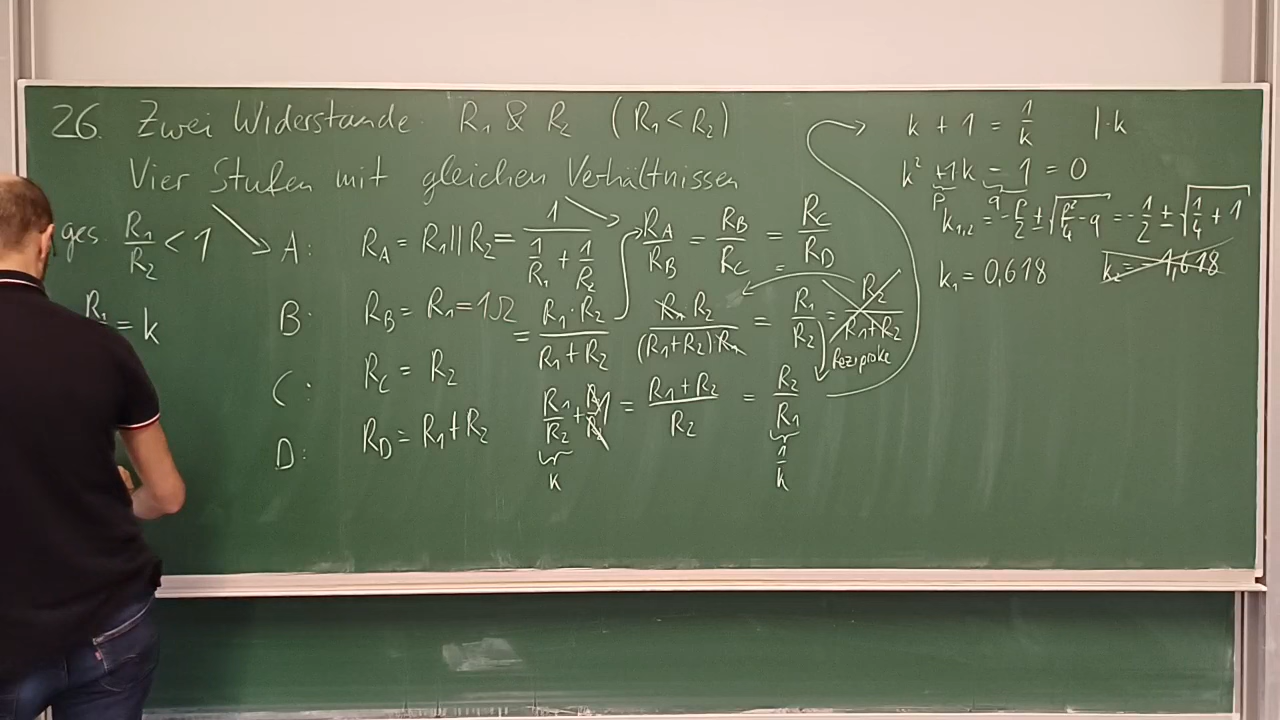 26. Zwei Widerstände R₁ & R₂ (R₁ < R₂)
Vier Stufen mit gleichen Verhältnissen
ges. R₁/R₂ < 1
R₁/ = k
A: R_A = R₁||R₂ = 1/(1/R₁ + 1/R₂)
= R₁·R₂/(R₁+R₂)
B: R_B = R₁ = 1Ω
C: R_C = R₂
D: R_D = R₁+R₂
R_A/R_B = R_B/R_C = R_C/R_D
R₁R₂/((R₁+R₂)R₁) = R₁/R₂ = R₂/(R₁+R₂)
Reziproke
R₁/R₂ + 1 = (R₁+R₂)/R₂ = R₂/R₁
k
1/k
k + 1 = 1/k |·k
k² +1k - 1 = 0
p q
k₁,₂ = -p/2 ± √(p²/4 - q) = -1/2 ± √(1/4 + 1)
k₁ = 0,618 k₂ = -1,618